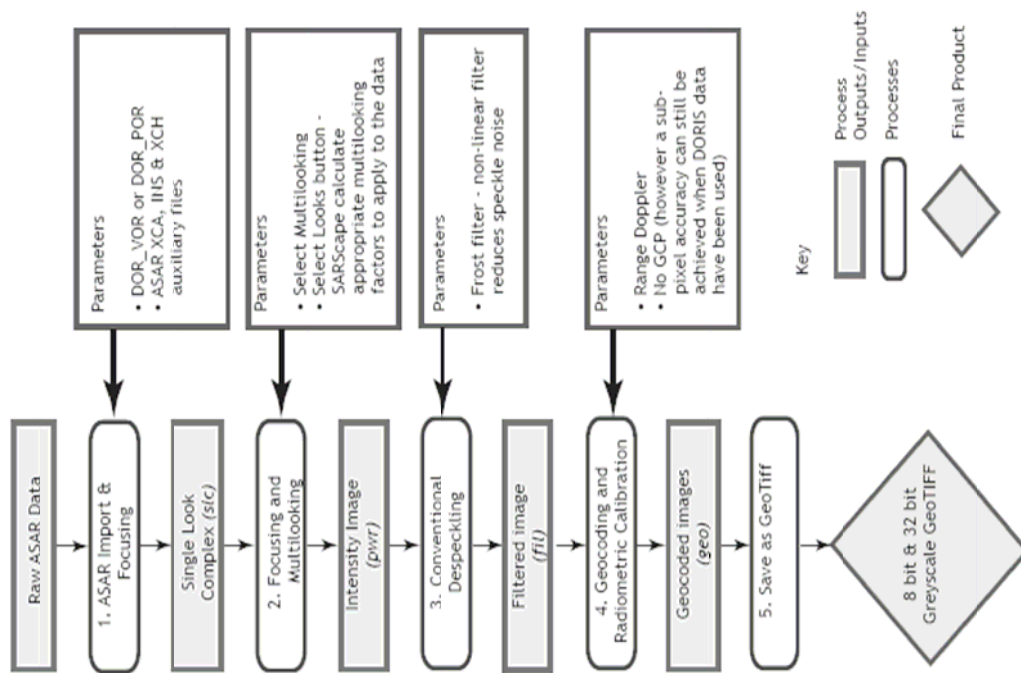 Raw ASAR Data
1. ASAR Import &
Focusing
Parameters
• DOR_VOR or DOR_POR
• ASAR XCA, INS & XCH
auxiliary files
Single Look
Complex (slc)
2. Focusing and
Multilooking
Parameters
• Select Multilooking
• Select Looks button -
SARScape calculate
appropriate multilooking
factors to apply to the data
Intensity Image
(pwr)
3. Conventional
Despeckling
Parameters
• Frost filter - non-linear filter
reduces speckle noise
Filtered image
(fil)
4. Geocoding and
Radiometric Calibration
Parameters
• Range Doppler
• No GCP (however a sub-
pixel accuracy can still be
achieved when DORIS data
have been used)
Geocoded images
(geo)
5. Save as GeoTiff
8 bit & 32 bit
Greyscale GeoTIFF
Key
Process
Outputs/Inputs
Processes
Final Product